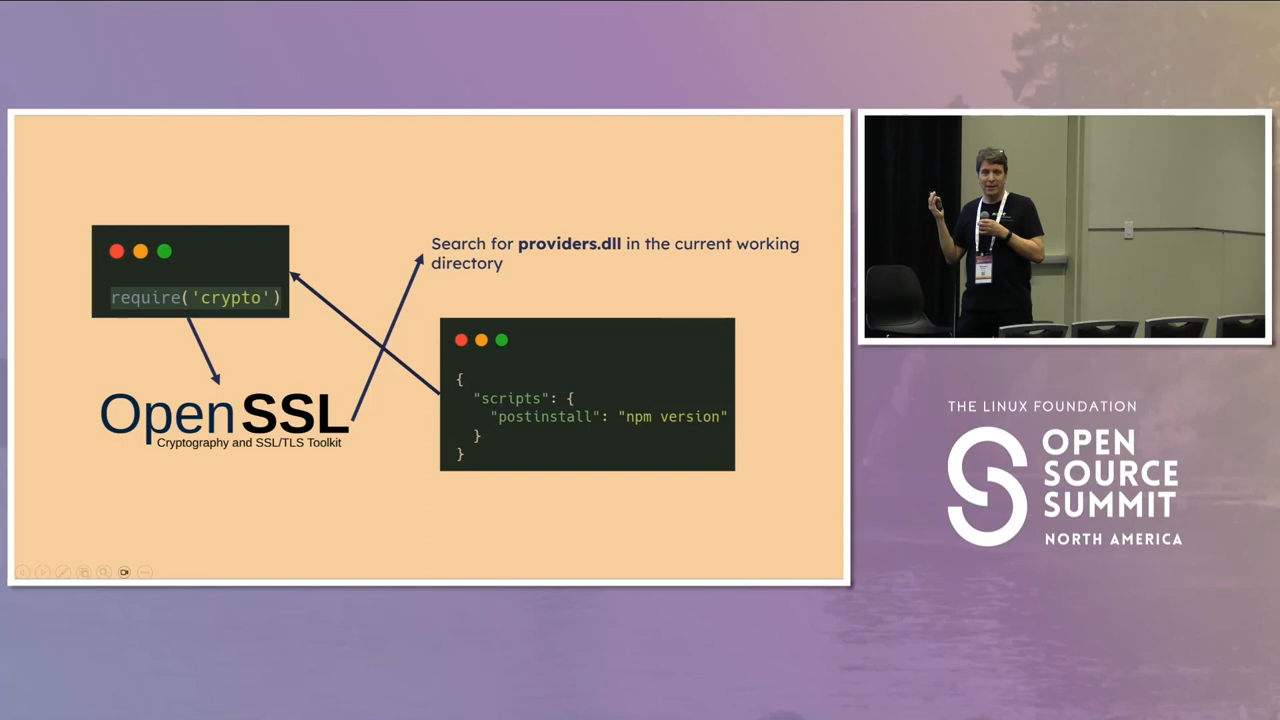 require('crypto')
Search for providers.dll in the current working
directory
OpenSSL
Cryptography and SSL/TLS Toolkit
{
"scripts": {
"postinstall": "npm version"
}
}
THE LINUX FOUNDATION
OPEN
SOURCE
SUMMIT
NORTH AMERICA